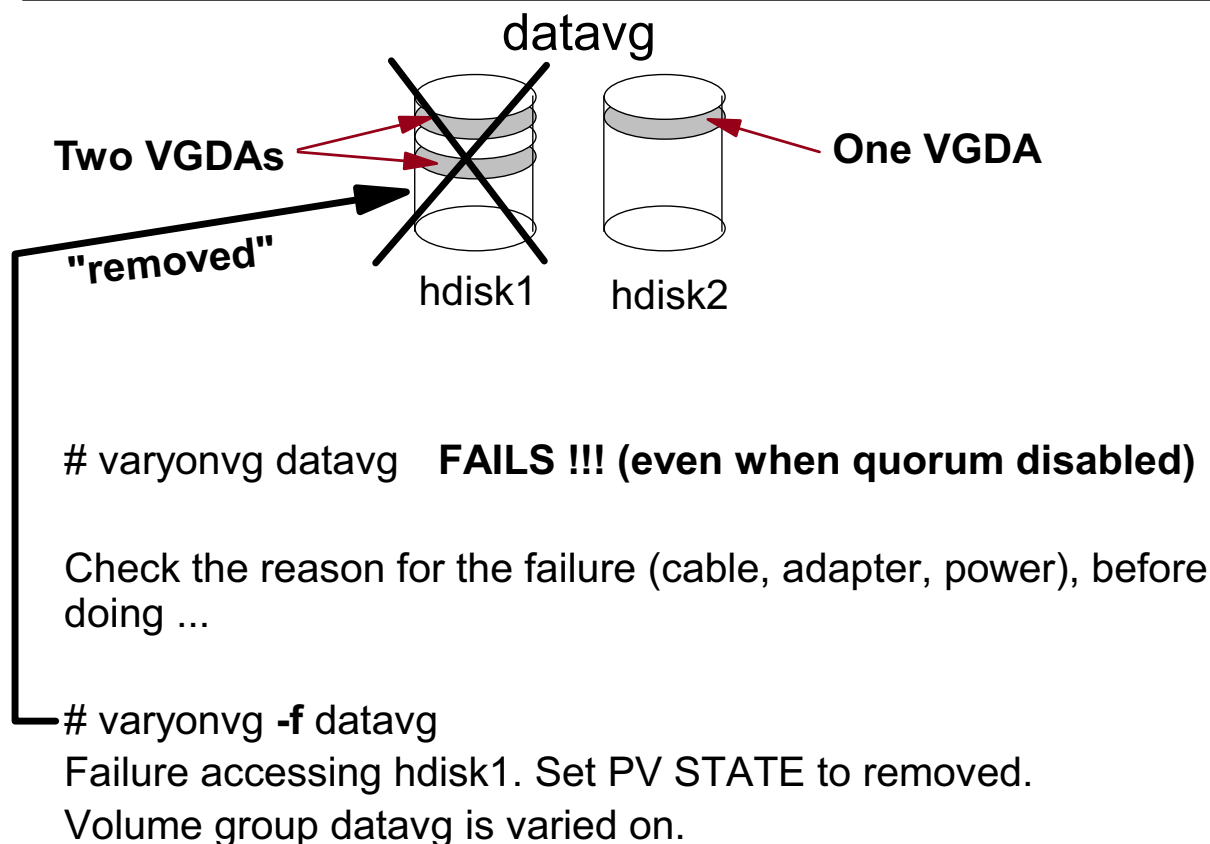 datavg
Two VGDAs
One VGDA
"removed"
hdisk1
hdisk2
# varyonvg datavg FAILS !!! (even when quorum disabled)
Check the reason for the failure (cable, adapter, power), before
doing ...
# varyonvg -f datavg
Failure accessing hdisk1. Set PV STATE to removed.
Volume group datavg is varied on.